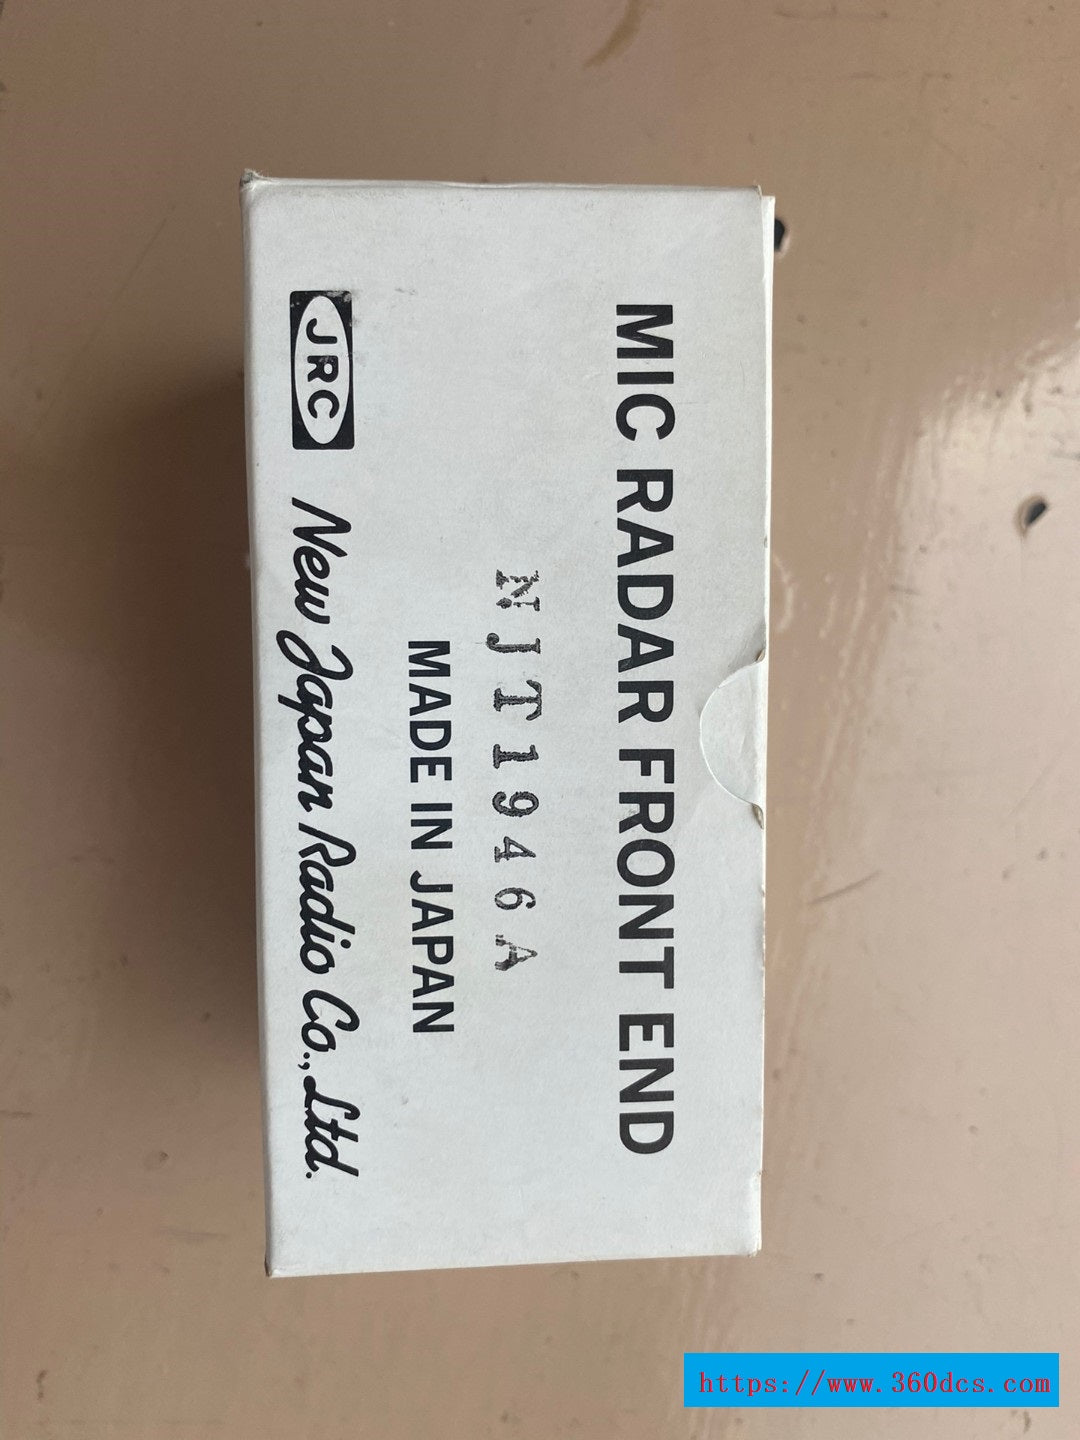 MIC RADAR FRONT END
NJT1946A
MADE IN JAPAN
JRC New Japan Radio Co., Ltd.
https://www.360dcs.com